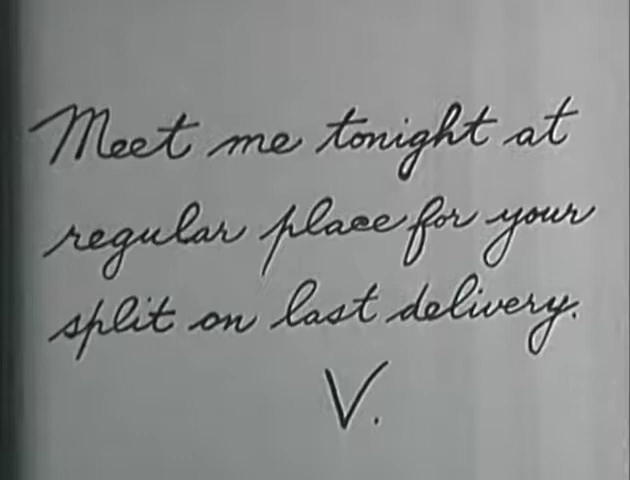 Meet me tonight at
regular place for your
split on last delivery.
V.